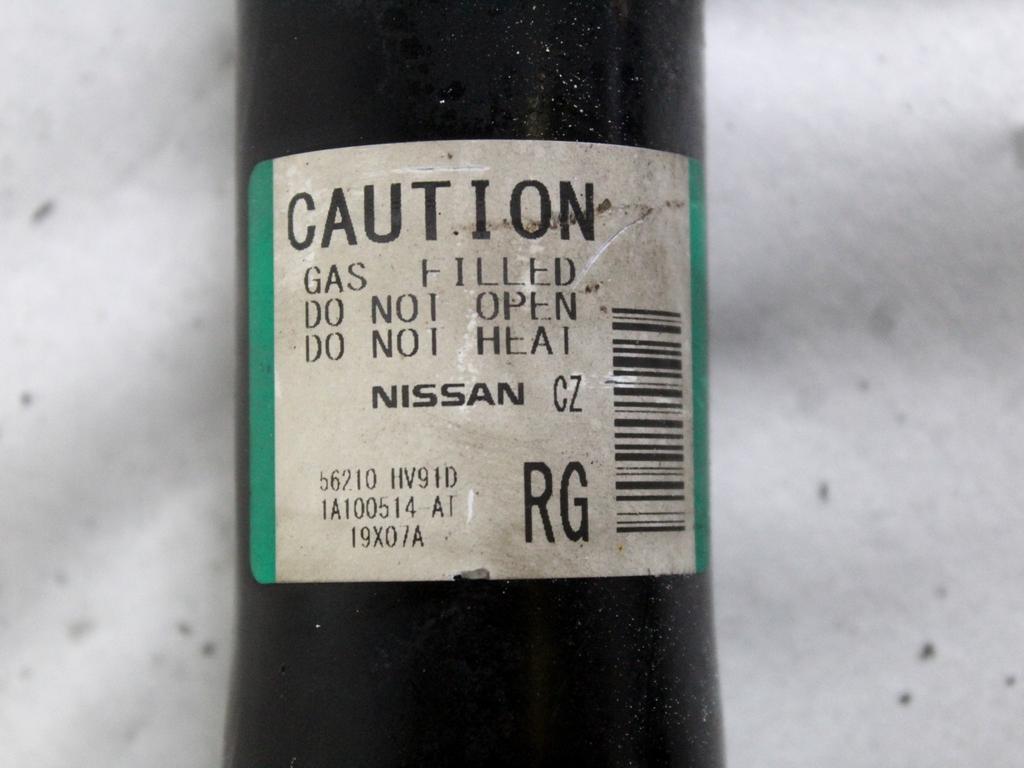 CAUTION
GAS FILLED
DO NOT OPEN
DO NOT HEAT
NISSAN CZ
56210 HV91D
1A100514-AT
19X07A
RG